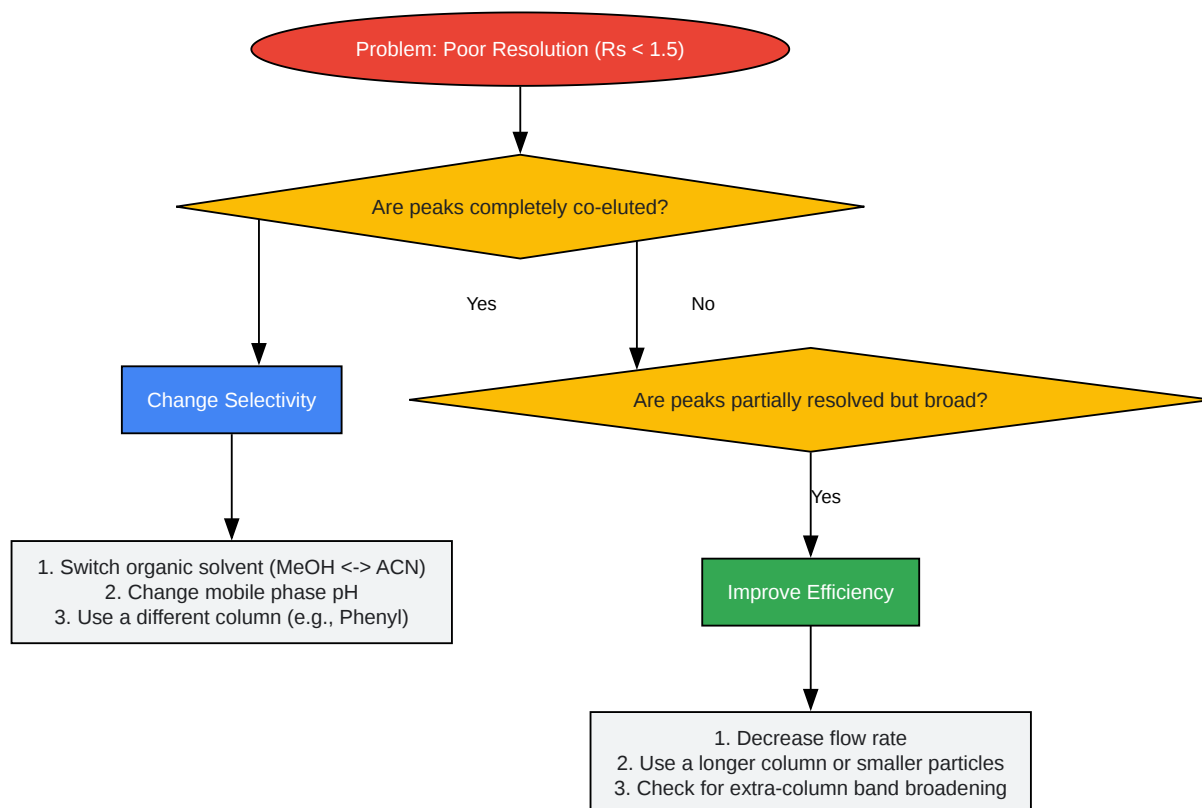 Problem: Poor Resolution (Rs < 1.5)
Are peaks completely co-eluted?
Yes
No
Change Selectivity
Are peaks partially resolved but broad?
Yes
1. Switch organic solvent (MeOH <-> ACN)
2. Change mobile phase pH
3. Use a different column (e.g., Phenyl)
Improve Efficiency
1. Decrease flow rate
2. Use a longer column or smaller particles
3. Check for extra-column band broadening